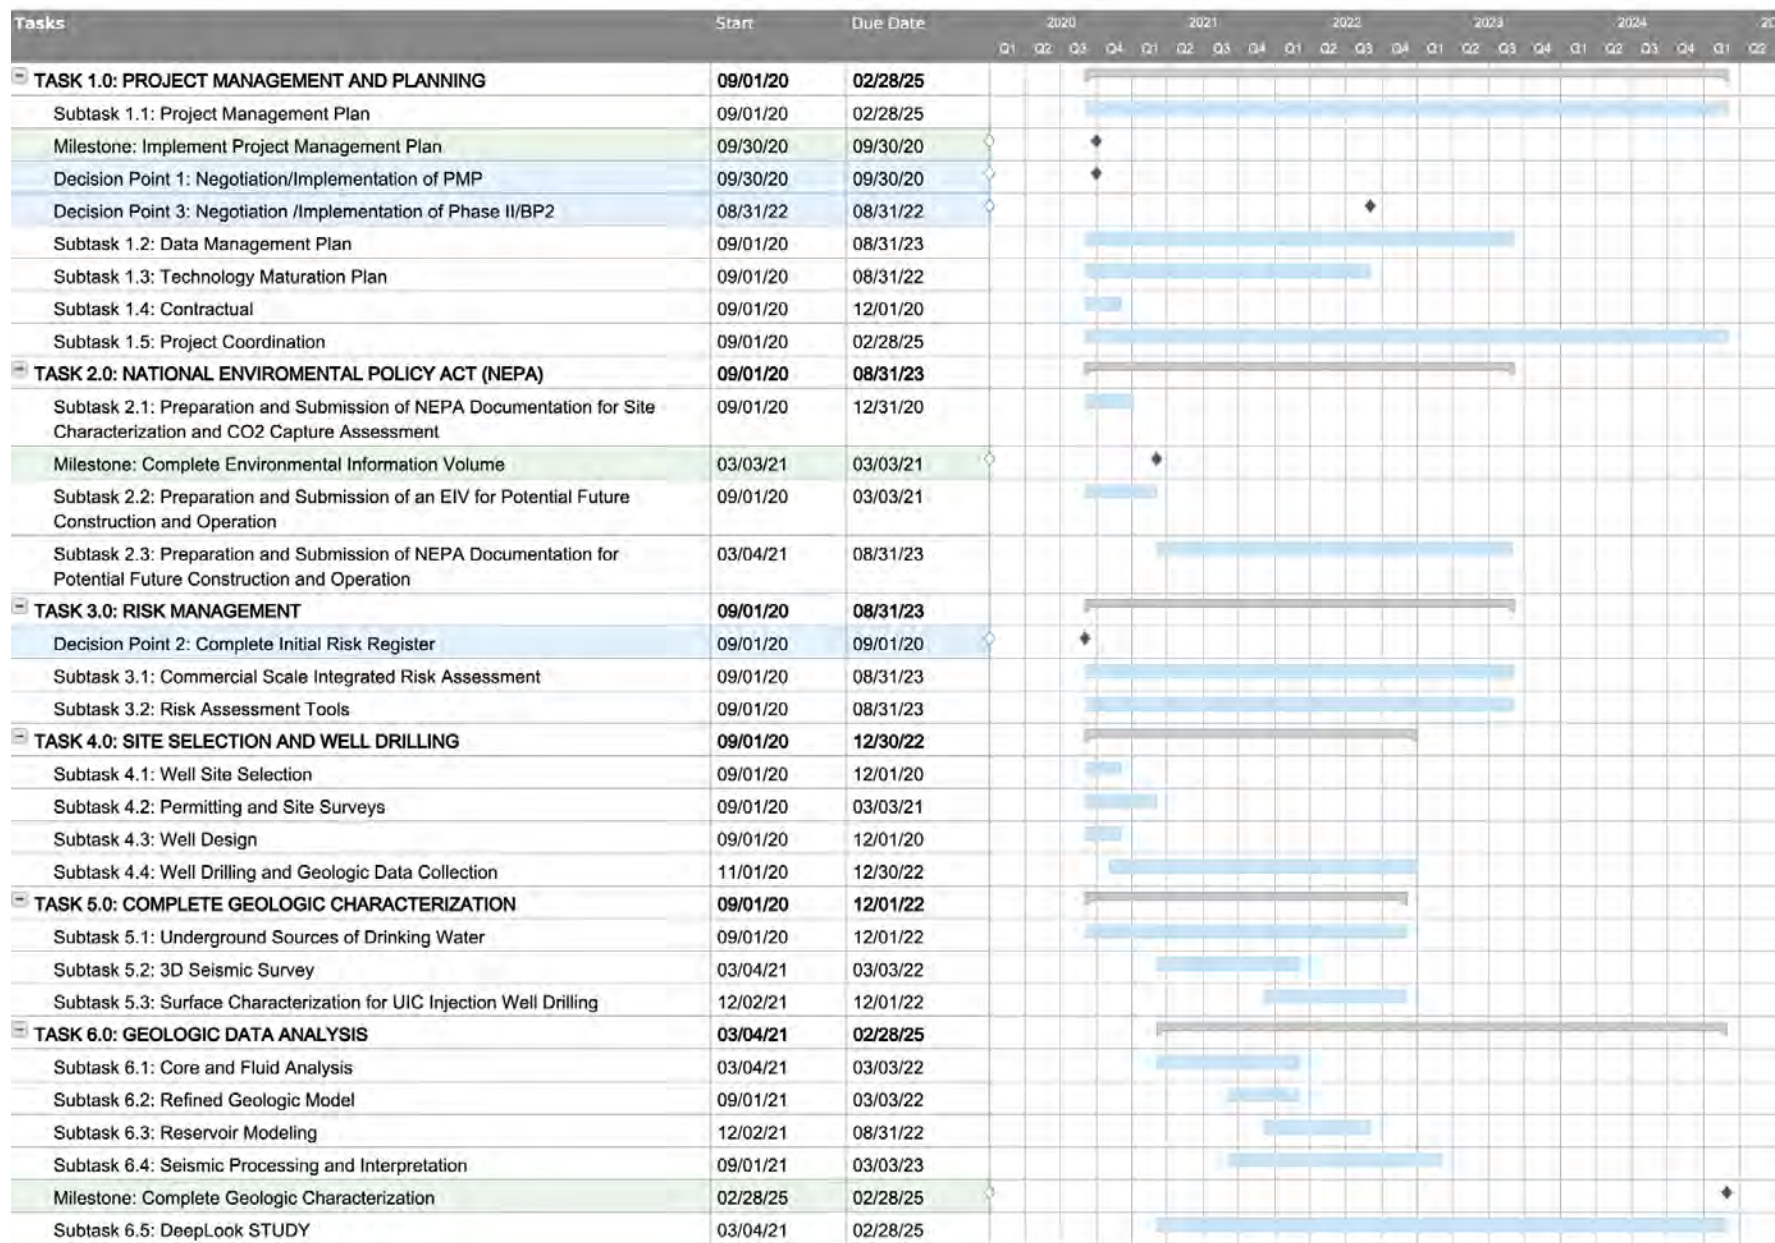 Tasks Start Due Date 2020 2021 2022 2023 2024 20
Q1 Q2 Q3 Q4 Q1 Q2 Q3 Q4 Q1 Q2 Q3 Q4 Q1 Q2 Q3 Q4 Q1 Q2 Q3 Q4 Q1 Q2
TASK 1.0: PROJECT MANAGEMENT AND PLANNING 09/01/20 02/28/25
Subtask 1.1: Project Management Plan 09/01/20 02/28/25
Milestone: Implement Project Management Plan 09/30/20 09/30/20
Decision Point 1: Negotiation/Implementation of PMP 09/30/20 09/30/20
Decision Point 3: Negotiation /Implementation of Phase II/BP2 08/31/22 08/31/22
Subtask 1.2: Data Management Plan 09/01/20 08/31/23
Subtask 1.3: Technology Maturation Plan 09/01/20 08/31/22
Subtask 1.4: Contractual 09/01/20 12/01/20
Subtask 1.5: Project Coordination 09/01/20 02/28/25
TASK 2.0: NATIONAL ENVIROMENTAL POLICY ACT (NEPA) 09/01/20 08/31/23
Subtask 2.1: Preparation and Submission of NEPA Documentation for Site 09/01/20 12/31/20
Characterization and CO2 Capture Assessment
Milestone: Complete Environmental Information Volume 03/03/21 03/03/21
Subtask 2.2: Preparation and Submission of an EIV for Potential Future 09/01/20 03/03/21
Construction and Operation
Subtask 2.3: Preparation and Submission of NEPA Documentation for 03/04/21 08/31/23
Potential Future Construction and Operation
TASK 3.0: RISK MANAGEMENT 09/01/20 08/31/23
Decision Point 2: Complete Initial Risk Register 09/01/20 09/01/20
Subtask 3.1: Commercial Scale Integrated Risk Assessment 09/01/20 08/31/23
Subtask 3.2: Risk Assessment Tools 09/01/20 08/31/23
TASK 4.0: SITE SELECTION AND WELL DRILLING 09/01/20 12/30/22
Subtask 4.1: Well Site Selection 09/01/20 12/01/20
Subtask 4.2: Permitting and Site Surveys 09/01/20 03/03/21
Subtask 4.3: Well Design 09/01/20 12/01/20
Subtask 4.4: Well Drilling and Geologic Data Collection 11/01/20 12/30/22
TASK 5.0: COMPLETE GEOLOGIC CHARACTERIZATION 09/01/20 12/01/22
Subtask 5.1: Underground Sources of Drinking Water 09/01/20 12/01/22
Subtask 5.2: 3D Seismic Survey 03/04/21 03/03/22
Subtask 5.3: Surface Characterization for UIC Injection Well Drilling 12/02/21 12/01/22
TASK 6.0: GEOLOGIC DATA ANALYSIS 03/04/21 02/28/25
Subtask 6.1: Core and Fluid Analysis 03/04/21 03/03/22
Subtask 6.2: Refined Geologic Model 09/01/21 03/03/22
Subtask 6.3: Reservoir Modeling 12/02/21 08/31/22
Subtask 6.4: Seismic Processing and Interpretation 09/01/21 03/03/23
Milestone: Complete Geologic Characterization 02/28/25 02/28/25
Subtask 6.5: DeepLook STUDY 03/04/21 02/28/25